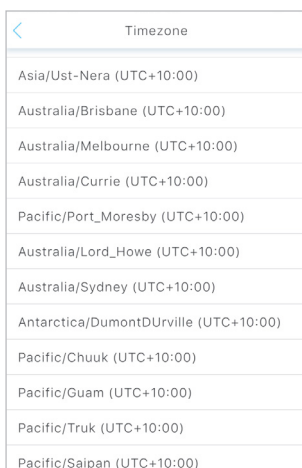 Timezone
Asia/Ust-Nera (UTC+10:00)
Australia/Brisbane (UTC+10:00)
Australia/Melbourne (UTC+10:00)
Australia/Currie (UTC+10:00)
Pacific/Port_Moresby (UTC+10:00)
Australia/Lord_Howe (UTC+10:00)
Australia/Sydney (UTC+10:00)
Antarctica/DumontDUrville (UTC+10:00)
Pacific/Chuuk (UTC+10:00)
Pacific/Guam (UTC+10:00)
Pacific/Truk (UTC+10:00)
Pacific/Saipan (UTC+10:00)